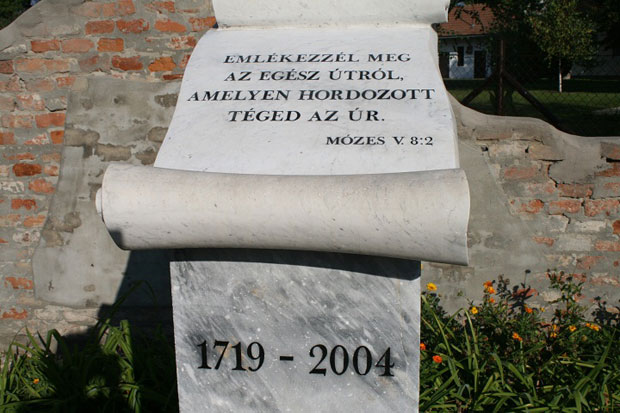 EMLÉKEZZÉL MEG
AZ EGÉSZ ÚTRÓL,
AMELYEN HORDOZOTT
TÉGED AZ ÚR.
MÓZES V. 8:2
1719 - 2004